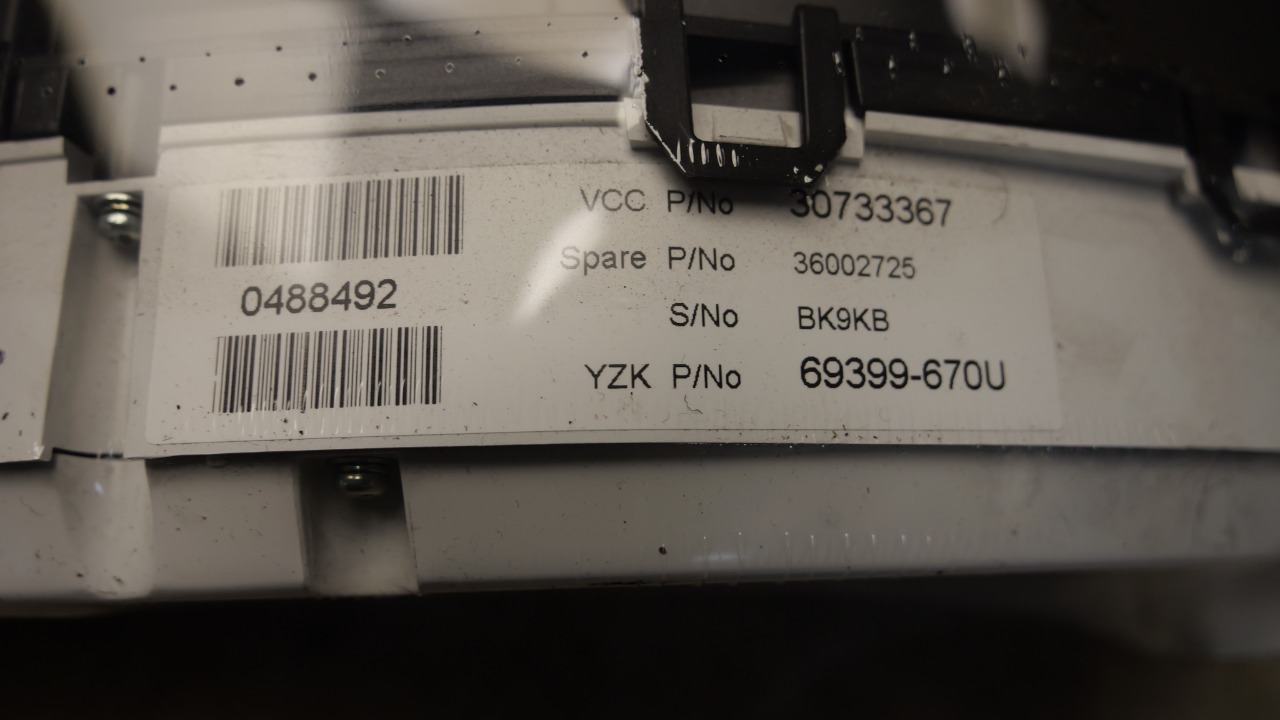 VCC P/No 30733367
Spare P/No 36002725
0488492
S/No BK9KB
YZK P/No 69399-670U